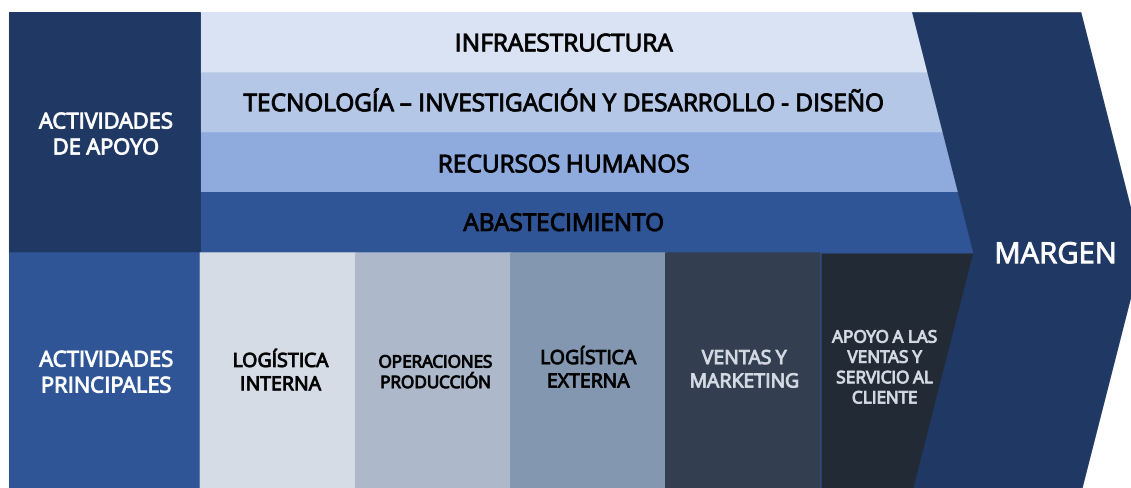 INFRAESTRUCTURA
TECNOLOGÍA – INVESTIGACIÓN Y DESARROLLO - DISEÑO
ACTIVIDADES
DE APOYO
RECURSOS HUMANOS
ABASTECIMIENTO
MARGEN
ACTIVIDADES
PRINCIPALES
LOGÍSTICA
INTERNA
OPERACIONES
PRODUCCIÓN
LOGÍSTICA
EXTERNA
VENTAS Y
MARKETING
APOYO A LAS
VENTAS Y
SERVICIO AL
CLIENTE